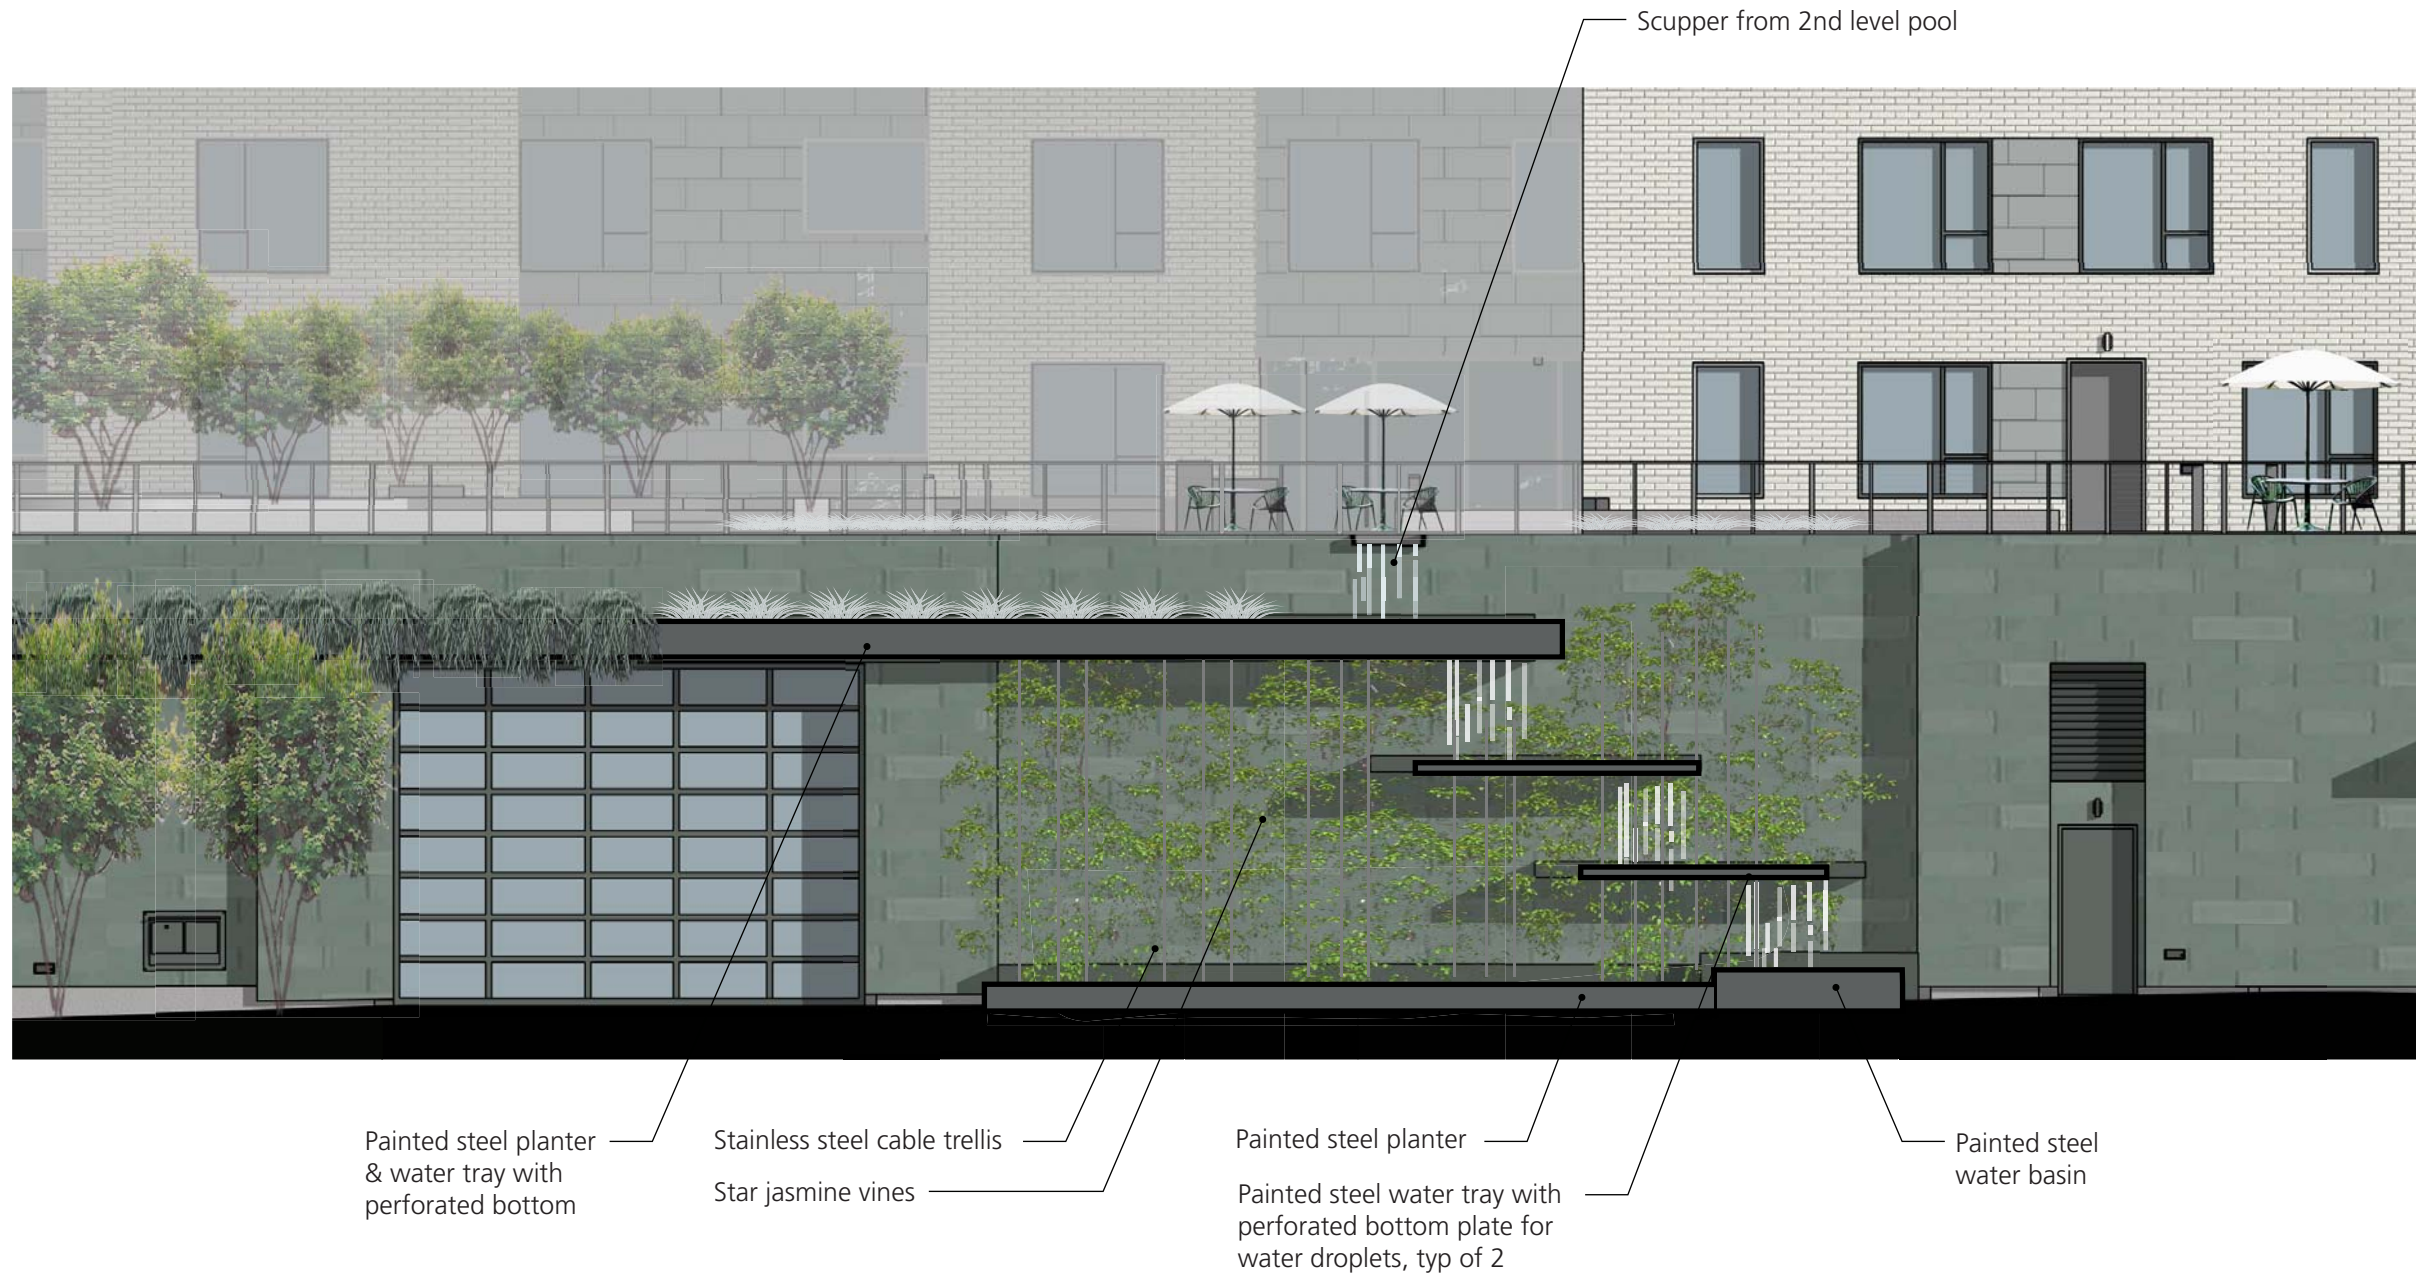 Scupper from 2nd level pool
Painted steel planter
& water tray with
perforated bottom
Stainless steel cable trellis
Star jasmine vines
Painted steel planter
Painted steel water tray with
perforated bottom plate for
water droplets, typ of 2
Painted steel
water basin